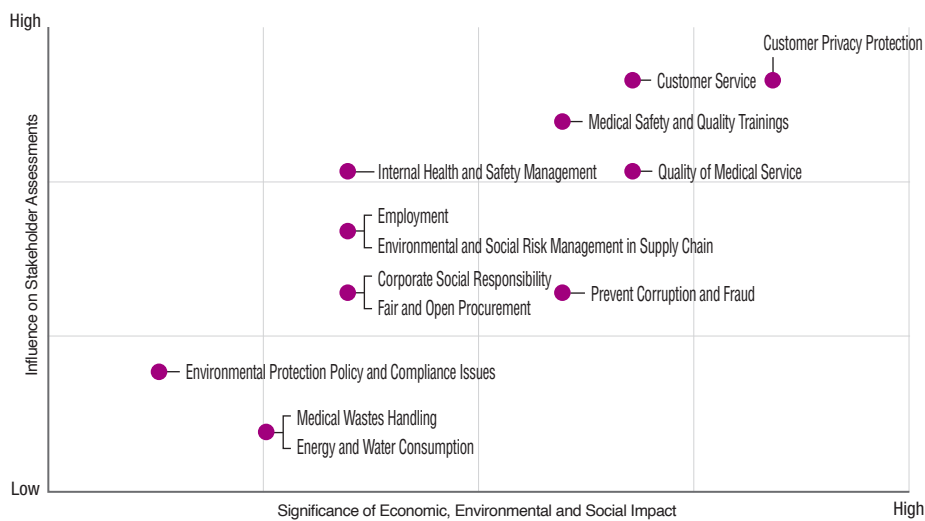 High
Customer Privacy Protection
Customer Service
Medical Safety and Quality Trainings
Internal Health and Safety Management
Quality of Medical Service
Employment
Environmental and Social Risk Management in Supply Chain
Corporate Social Responsibility
Fair and Open Procurement
Prevent Corruption and Fraud
Environmental Protection Policy and Compliance Issues
Medical Wastes Handling
Energy and Water Consumption
Influence on Stakeholder Assessments
Low
Significance of Economic, Environmental and Social Impact
High